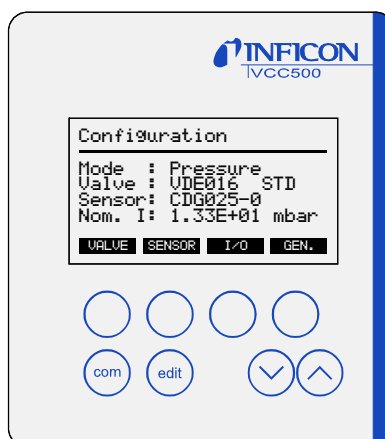 INFICON
VCC500
Configuration
Mode : Pressure
Valve : VDE016 STD
Sensor: CDG025-0
Nom. I: 1.33E+01 mbar
VALVE SENSOR I/O GEN.
com edit